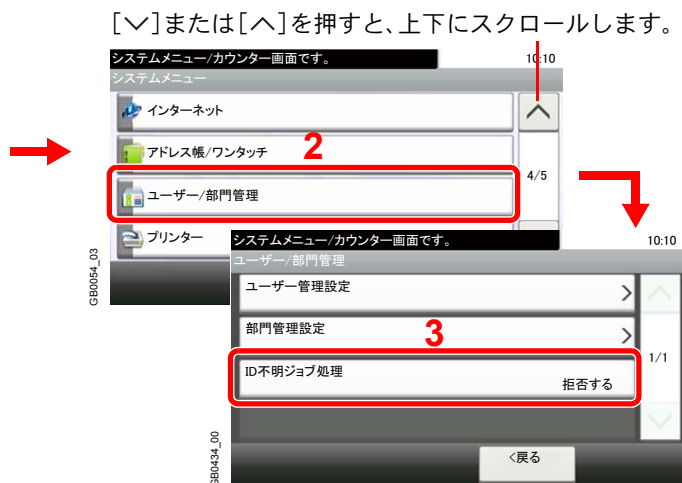 [∨]または[∧]を押すと、上下にスクロールします。
システムメニュー/カウンター画面です。
10:10
システムメニュー
インターネット
アドレス帳/ワンタッチ
2
4/5
ユーザー/部門管理
プリンター
GB0054_03
システムメニュー/カウンター画面です。
10:10
ユーザー/部門管理
ユーザー管理設定
部門管理設定
3
1/1
ID不明ジョブ処理
拒否する
GB0434_00
<戻る